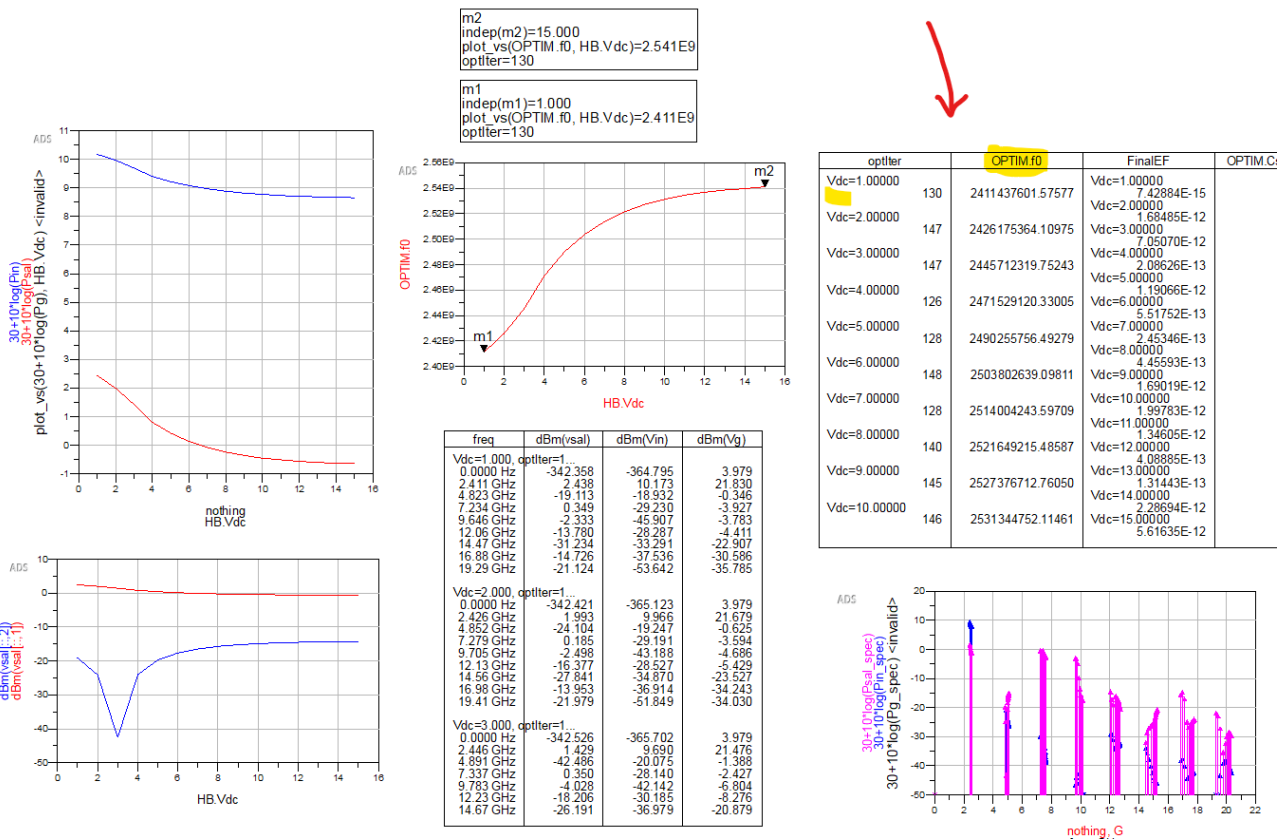 m2
indep(m2)=15.000
plot_vs(OPTIM.f0, HB.Vdc)=2.541E9
optIter=130
m1
indep(m1)=1.000
plot_vs(OPTIM.f0, HB.Vdc)=2.411E9
optIter=130
ADS
11
10
9
8
7
6
5
4
3
2
1
0
-1
30+10*log(Pin)
30+10*log(Psal)
plot_vs(30+10*log(Pg), HB.Vdc) <invalid>
0 2 4 6 8 10 12 14 16
nothing
HB.Vdc
ADS
2.56E9
2.54E9
2.52E9
2.50E9
2.48E9
2.46E9
2.44E9
2.42E9
2.40E9
OPTIM.f0
m1
m2
0 2 4 6 8 10 12 14 16
HB.Vdc
optIter OPTIM.f0 FinalEF OPTIM.C
Vdc=1.00000 Vdc=1.00000
130 2411437601.57577 7.42884E-15
Vdc=2.00000 Vdc=2.00000
1.68485E-12
147 2426175364.10975 Vdc=3.00000
Vdc=3.00000 7.05070E-12
Vdc=4.00000
147 2445712319.75243 2.08626E-13
Vdc=4.00000 Vdc=5.00000
1.19066E-12
126 2471529120.33005 Vdc=6.00000
Vdc=5.00000 5.51752E-13
Vdc=7.00000
128 2490255756.49279 2.45346E-13
Vdc=6.00000 Vdc=8.00000
4.45593E-13
148 2503802639.09811 Vdc=9.00000
Vdc=7.00000 1.69019E-12
Vdc=10.00000
128 2514004243.59709 1.99783E-12
Vdc=8.00000 Vdc=11.00000
1.34605E-12
140 2521649215.48587 Vdc=12.00000
Vdc=9.00000 4.08885E-13
Vdc=13.00000
145 2527376712.76050 1.31443E-13
Vdc=10.00000 Vdc=14.00000
2.28694E-12
146 2531344752.11461 Vdc=15.00000
5.61635E-12
freq dBm(vsal) dBm(Vin) dBm(Vg)
Vdc=1.000, optIter=1...
0.0000 Hz -342.358 -364.795 3.979
2.411 GHz 2.438 10.173 21.830
4.823 GHz -19.113 -18.932 -0.346
7.234 GHz 0.349 -29.230 -3.927
9.646 GHz -2.333 -45.907 -3.783
12.06 GHz -13.780 -28.287 -4.411
14.47 GHz -31.234 -33.291 -22.907
16.88 GHz -14.726 -37.536 -30.586
19.29 GHz -21.124 -53.642 -35.785
Vdc=2.000, optIter=1...
0.0000 Hz -342.421 -365.123 3.979
2.426 GHz 1.993 9.966 21.679
4.852 GHz -24.104 -19.247 -0.625
7.279 GHz 0.185 -29.191 -3.594
9.705 GHz -2.498 -43.188 -4.686
12.13 GHz -16.377 -28.527 -5.429
14.56 GHz -27.841 -34.870 -23.527
16.98 GHz -13.953 -36.914 -34.243
19.41 GHz -21.979 -51.849 -34.030
Vdc=3.000, optIter=1...
0.0000 Hz -342.526 -365.702 3.979
2.446 GHz 1.429 9.690 21.476
4.891 GHz -42.486 -20.075 -1.388
7.337 GHz 0.350 -28.140 -2.427
9.783 GHz -4.028 -42.142 -6.804
12.23 GHz -18.206 -30.185 -8.276
14.67 GHz -26.191 -36.979 -20.879
ADS
10
0
-10
-20
-30
-40
-50
dBm(vsal[::,2])
dBm(vsal[::,1])
0 2 4 6 8 10 12 14 16
HB.Vdc
ADS
20
10
0
-10
-20
-30
-40
-50
30+10*log(Psal_spec)
30+10*log(Pin_spec)
30+10*log(Pg_spec) <invalid>
0 2 4 6 8 10 12 14 16 18 20 22
nothing, G